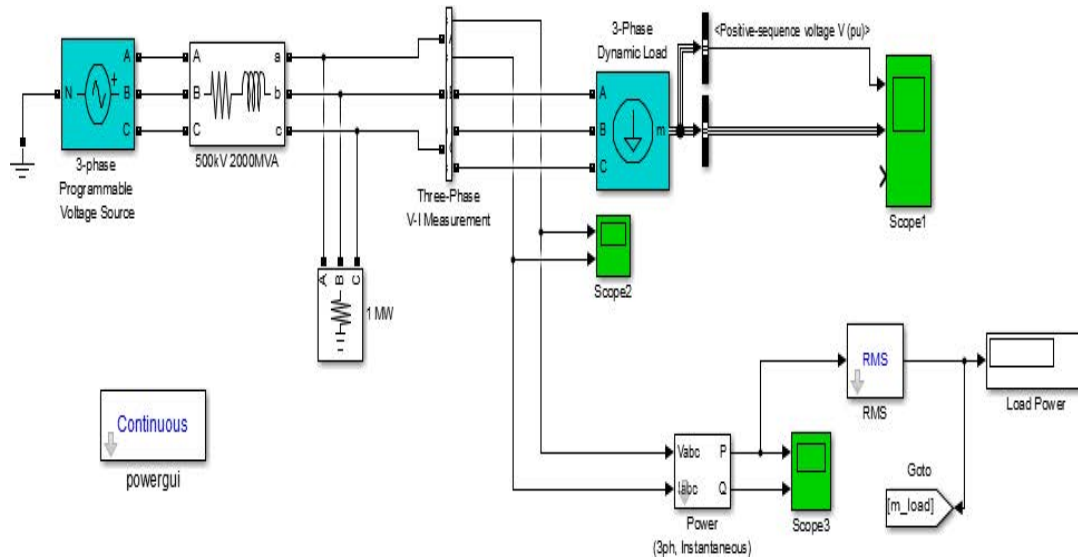 3-Phase
Dynamic Load
<Positive-sequence voltage V (pu)>
N
A
B
C
A
B
C
a
b
c
A
B
C
m
3-phase
Programmable
Voltage Source
500kV 2000MVA
Three-Phase
V-I Measurement
Scope1
Scope2
A
B
C
1 MW
Continuous
powergui
RMS
RMS
Load Power
Vabc
Iabc
P
Q
Power
(3ph, Instantaneous)
Scope3
Goto
[m_load]